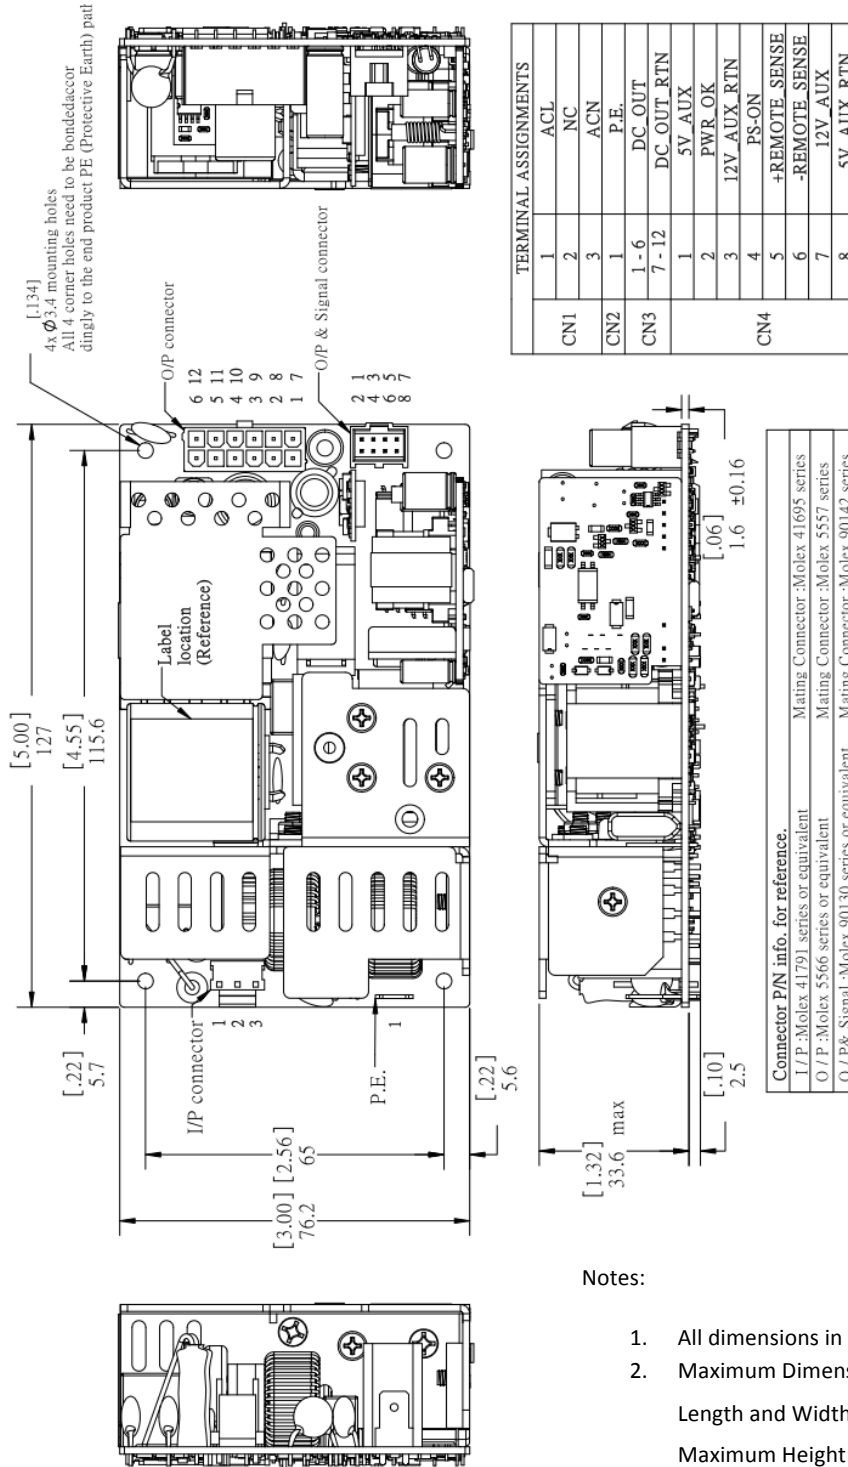 [.134]
4x Ø3.4 mounting holes
All 4 corner holes need to be bondedaccor
dingly to the end product PE (Protective Earth) path
[5.00]
127
[4.55]
115.6
[.22]
5.7
O/P connector
6 12
5 11
4 10
3 9
2 8
1 7
O/P & Signal connector
2 1
4 3
6 5
8 7
Label
location
(Reference)
I/P connector
1
2
3
P.E.
1
[.22]
5.6
[2.56]
65
[3.00]
76.2
[.06]
1.6 ±0.16
[.10]
2.5
[1.32]
33.6 max
TERMINAL ASSIGNMENTS
CN1 1 ACL
2 NC
3 ACN
CN2 1 P.E.
CN3 1 - 6 DC_OUT
7 - 12 DC_OUT_RTN
CN4 1 5V_AUX
2 PWR_OK
3 12V_AUX_RTN
4 PS-ON
5 +REMOTE_SENSE
6 -REMOTE_SENSE
7 12V_AUX
8 5V_AUX_RTN
Connector P/N info. for reference.
I / P :Molex 41791 series or equivalent Mating Connector :Molex 41695 series
O / P :Molex 5566 series or equivalent Mating Connector :Molex 5557 series
O / P& Signal :Molex 90130 series or equivalent Mating Connector :Molex 90142 series
Notes:
1. All dimensions in
2. Maximum Dimens
Length and Width
Maximum Height